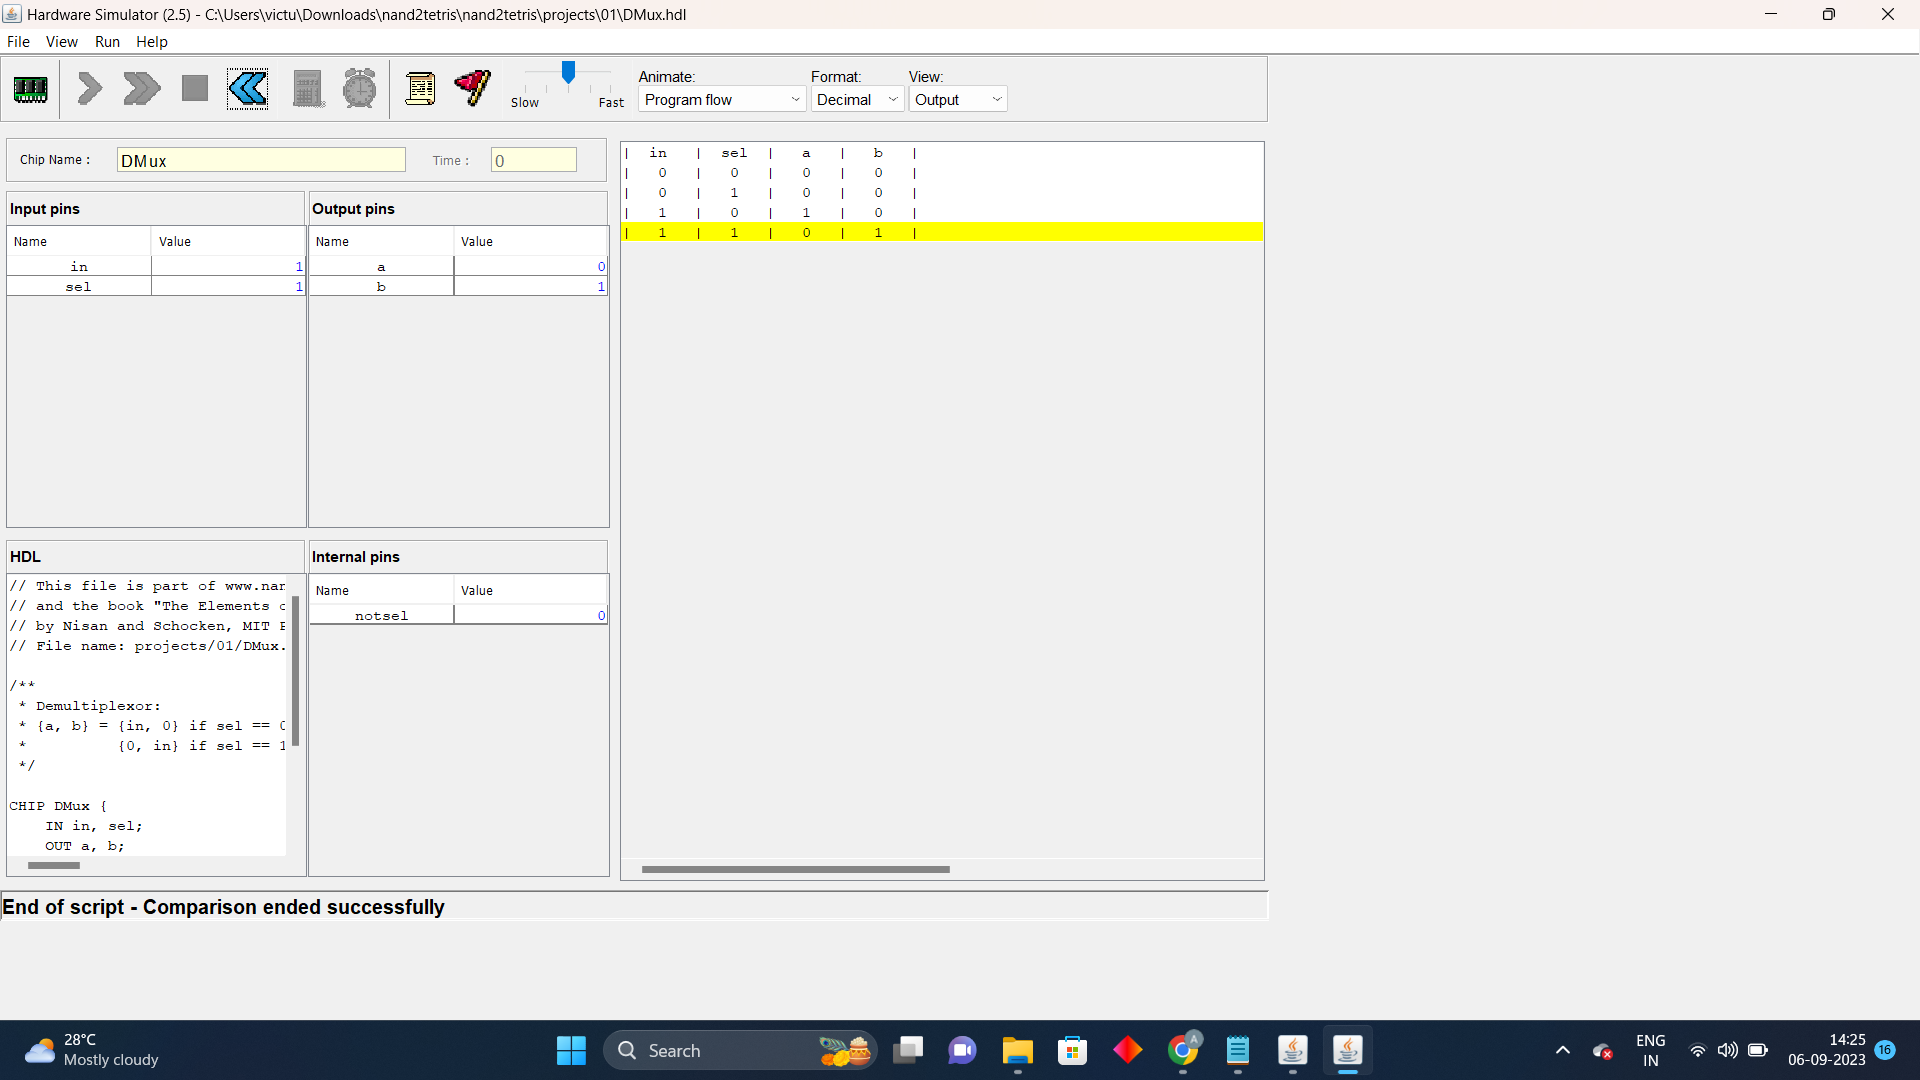 Hardware Simulator (2.5) - C:\Users\victu\Downloads\nand2tetris\nand2tetris\projects\01\DMux.hdl
File View Run Help
Slow Fast
Animate:
Program flow
Format:
Decimal
View:
Output
Chip Name :
DMux
Time :
0
Input pins
Name Value
in 1
sel 1
Output pins
Name Value
a 0
b 1
| in | sel | a | b |
| 0 | 0 | 0 | 0 |
| 0 | 1 | 0 | 0 |
| 1 | 0 | 1 | 0 |
| 1 | 1 | 0 | 1 |
HDL
// This file is part of www.nan
// and the book "The Elements o
// by Nisan and Schocken, MIT P
// File name: projects/01/DMux.
/**
* Demultiplexor:
* {a, b} = {in, 0} if sel == 0
* {0, in} if sel == 1
*/
CHIP DMux {
IN in, sel;
OUT a, b;
Internal pins
Name Value
notsel 0
End of script - Comparison ended successfully
28°C
Mostly cloudy
Search
A
ENG
IN
14:25
06-09-2023
16